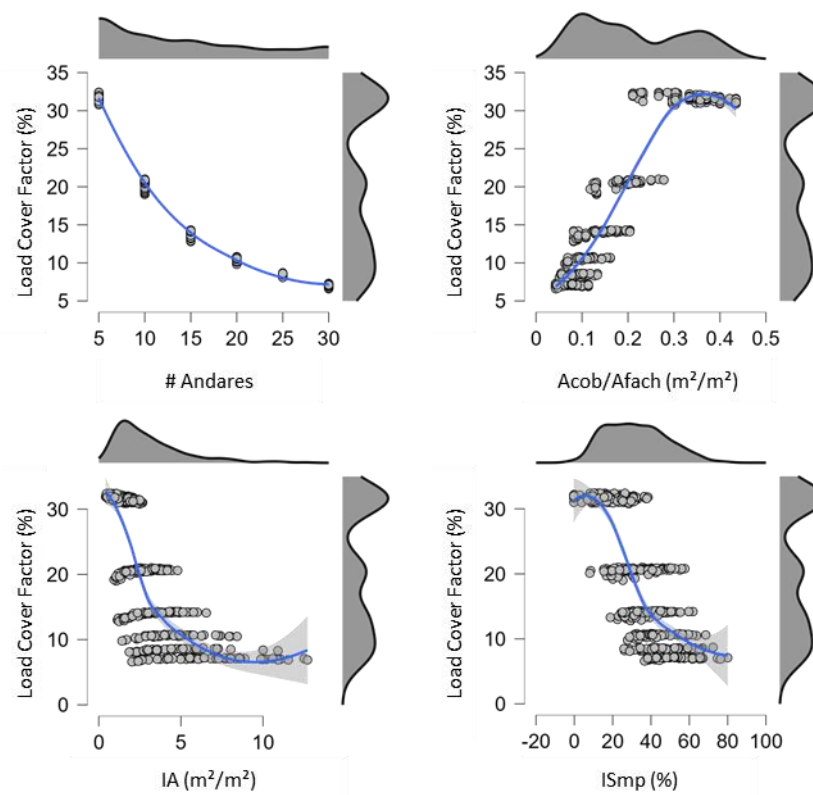 35
30
25
20
15
10
5
Load Cover Factor (%)
5 10 15 20 25 30
# Andares
35
30
25
20
15
10
5
Load Cover Factor (%)
0 0.1 0.2 0.3 0.4 0.5
Acob/Afach (m²/m²)
30
20
10
0
Load Cover Factor (%)
0 5 10
IA (m²/m²)
30
20
10
0
Load Cover Factor (%)
-20 0 20 40 60 80 100
ISmp (%)